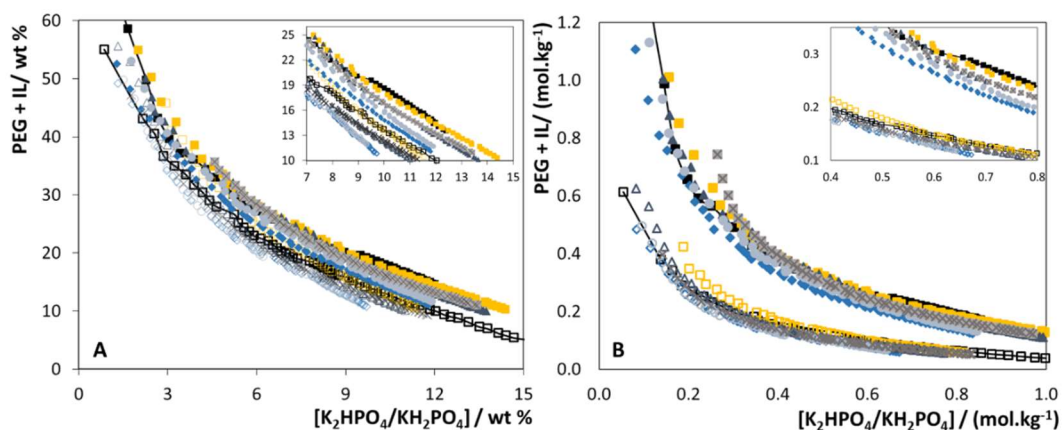 PEG + IL/ wt %
60
50
40
30
20
10
0
25
22
19
16
13
10
7 8 9 10 11 12 13 14 15
A
0 3 6 9 12 15
[K₂HPO₄/KH₂PO₄] / wt %
PEG + IL/ (mol.kg⁻¹)
1.2
1.0
0.8
0.6
0.4
0.2
0.0
0.3
0.2
0.1
0.4 0.5 0.6 0.7 0.8
B
0.0 0.2 0.4 0.6 0.8 1.0
[K₂HPO₄/KH₂PO₄] / (mol.kg⁻¹)